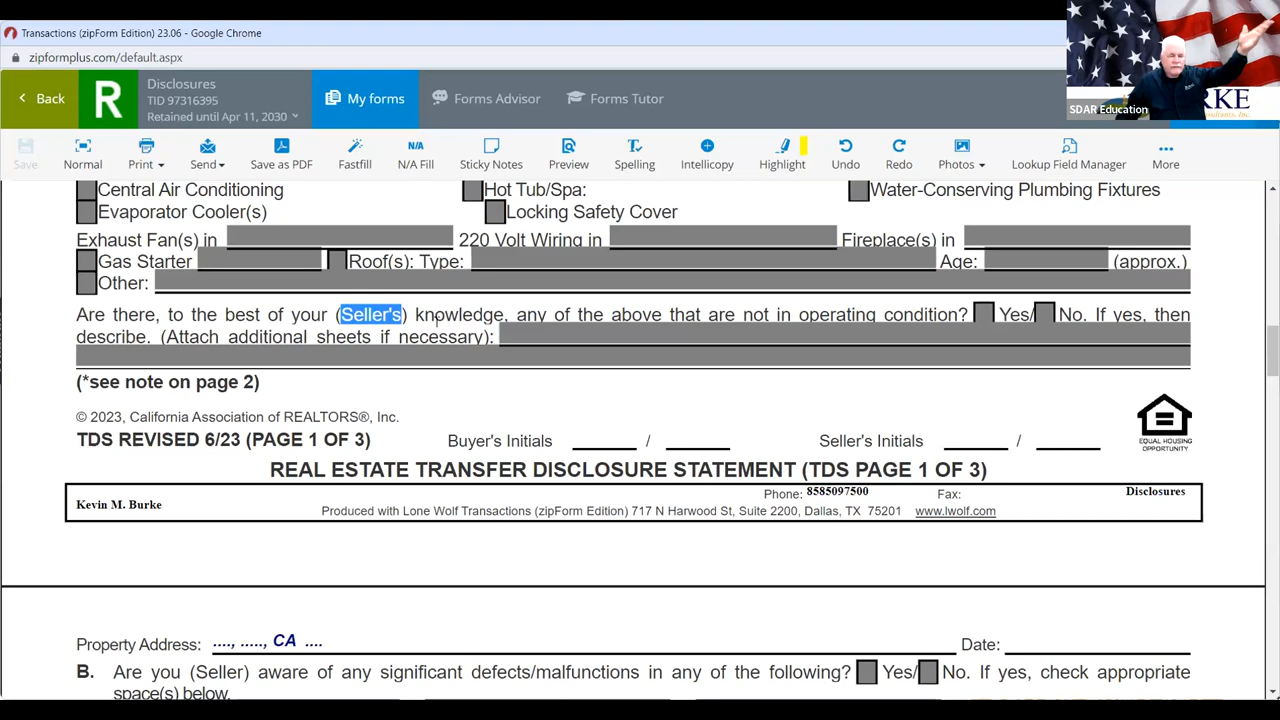 Transactions (zipForm Edition) 23.06 - Google Chrome
zipformplus.com/default.aspx
Back
R
Disclosures
TID 97316395
Retained until Apr 11, 2030
My forms
Forms Advisor
Forms Tutor
SDAR Education
RKE
Save
Normal
Print
Send
Save as PDF
Fastfill
N/A
N/A Fill
Sticky Notes
Preview
Spelling
Intellicopy
Highlight
Undo
Redo
Photos
Lookup Field Manager
More
Central Air Conditioning Hot Tub/Spa: Water-Conserving Plumbing Fixtures
Evaporator Cooler(s) Locking Safety Cover
Exhaust Fan(s) in 220 Volt Wiring in Fireplace(s) in
Gas Starter Roof(s): Type: Age: (approx.)
Other:
Are there, to the best of your (Seller's) knowledge, any of the above that are not in operating condition? Yes/ No. If yes, then
describe. (Attach additional sheets if necessary):
(*see note on page 2)
© 2023, California Association of REALTORS®, Inc.
TDS REVISED 6/23 (PAGE 1 OF 3) Buyer's Initials / Seller's Initials /
EQUAL HOUSING
OPPORTUNITY
REAL ESTATE TRANSFER DISCLOSURE STATEMENT (TDS PAGE 1 OF 3)
Kevin M. Burke Phone: 8585097500 Fax: Disclosures
Produced with Lone Wolf Transactions (zipForm Edition) 717 N Harwood St, Suite 2200, Dallas, TX 75201 www.lwolf.com
Property Address: ...., ....., CA .... Date:
B. Are you (Seller) aware of any significant defects/malfunctions in any of the following? Yes/ No. If yes, check appropriate
space(s) below.